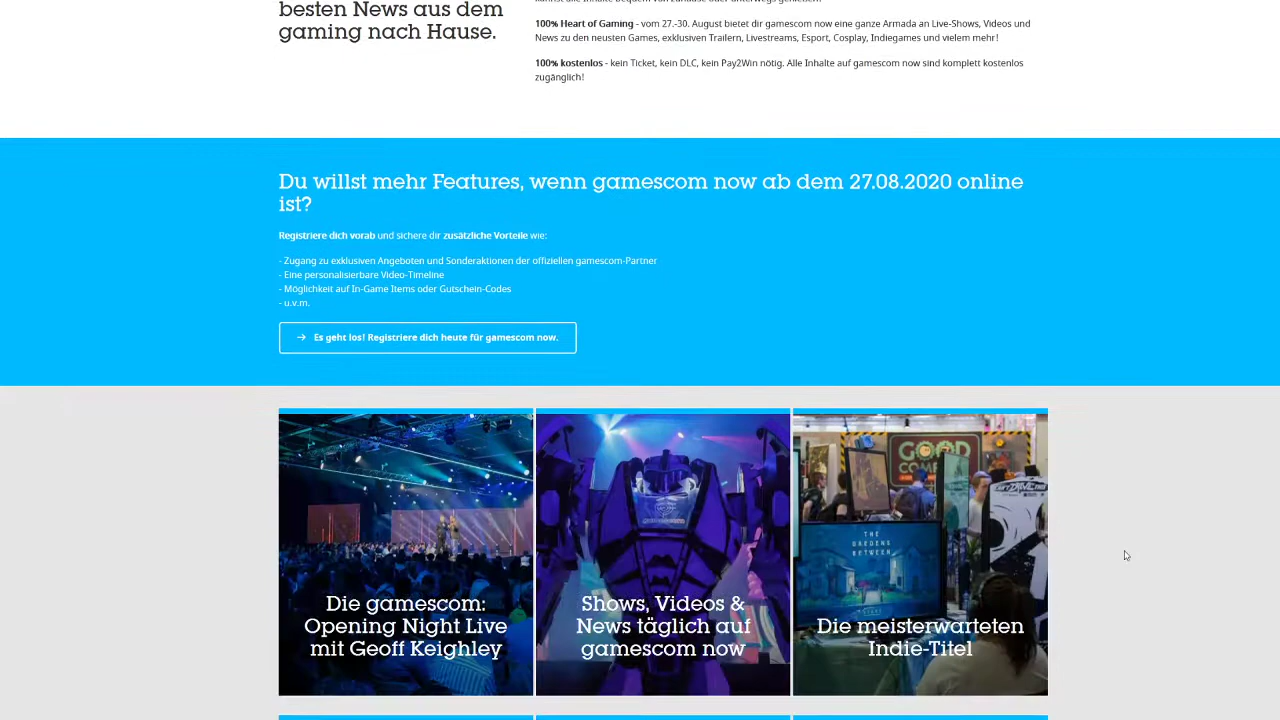 besten News aus dem
gaming nach Hause.
100% Heart of Gaming - vom 27.-30. August bietet dir gamescom now eine ganze Armada an Live-Shows, Videos und
News zu den neusten Games, exklusiven Trailern, Livestreams, Esport, Cosplay, Indiegames und vielem mehr!
100% kostenlos - kein Ticket, kein DLC, kein Pay2Win nötig. Alle Inhalte auf gamescom now sind komplett kostenlos
zugänglich!
Du willst mehr Features, wenn gamescom now ab dem 27.08.2020 online
ist?
Registriere dich vorab und sichere dir zusätzliche Vorteile wie:
- Zugang zu exklusiven Angeboten und Sonderaktionen der offiziellen gamescom-Partner
- Eine personalisierbare Video-Timeline
- Möglichkeit auf In-Game Items oder Gutschein-Codes
- u.v.m.
→ Es geht los! Registriere dich heute für gamescom now.
GOOD
THE
GARDENS
BETWEEN
Die gamescom:
Opening Night Live
mit Geoff Keighley
Shows, Videos &
News täglich auf
gamescom now
Die meisterwarteten
Indie-Titel